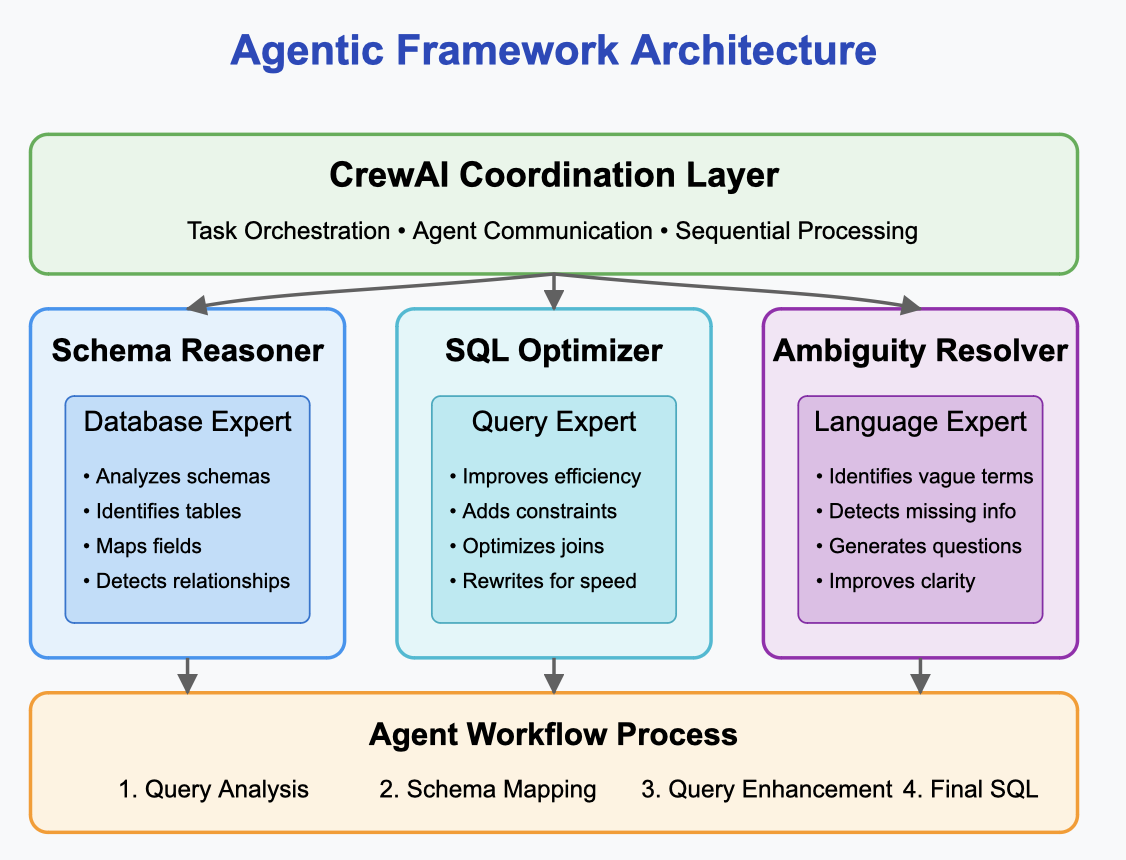 Agentic Framework Architecture
CrewAI Coordination Layer
Task Orchestration • Agent Communication • Sequential Processing
Schema Reasoner
Database Expert
• Analyzes schemas
• Identifies tables
• Maps fields
• Detects relationships
SQL Optimizer
Query Expert
• Improves efficiency
• Adds constraints
• Optimizes joins
• Rewrites for speed
Ambiguity Resolver
Language Expert
• Identifies vague terms
• Detects missing info
• Generates questions
• Improves clarity
Agent Workflow Process
1. Query Analysis
2. Schema Mapping
3. Query Enhancement
4. Final SQL